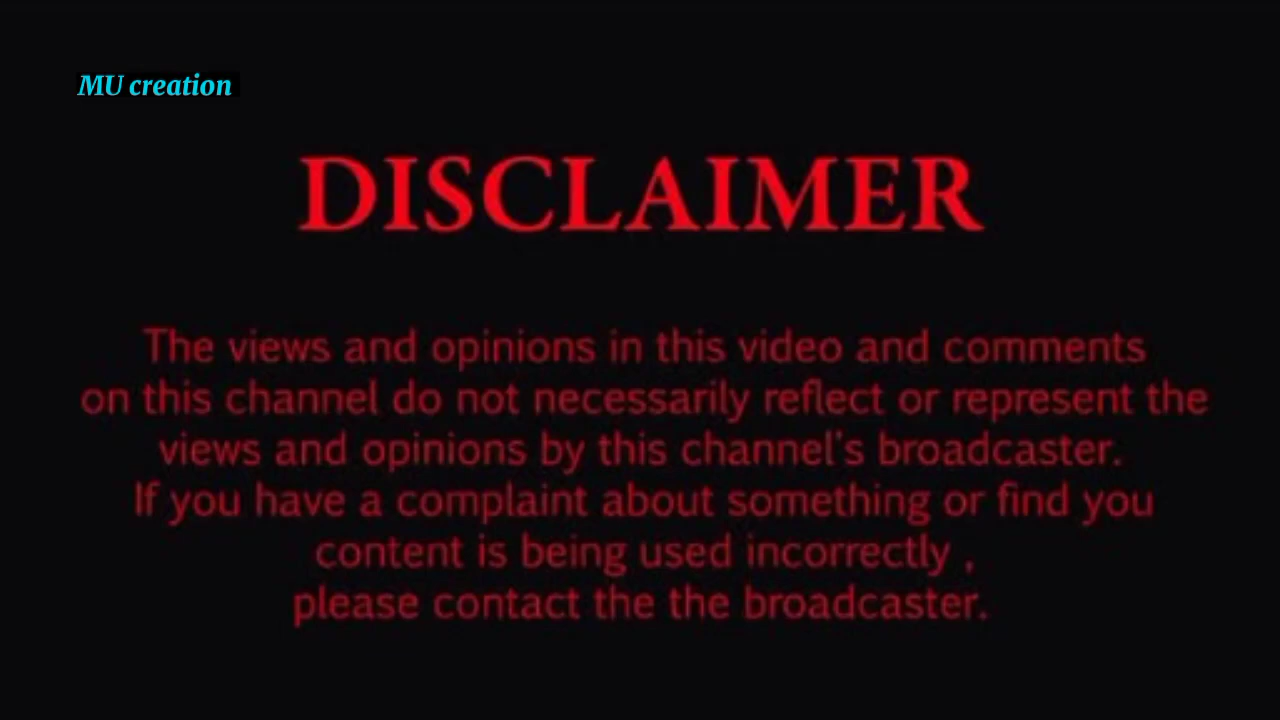 MU creation
DISCLAIMER
The views and opinions in this video and comments
on this channel do not necessarily reflect or represent the
views and opinions by this channel's broadcaster.
If you have a complaint about something or find you
content is being used incorrectly ,
please contact the the broadcaster.